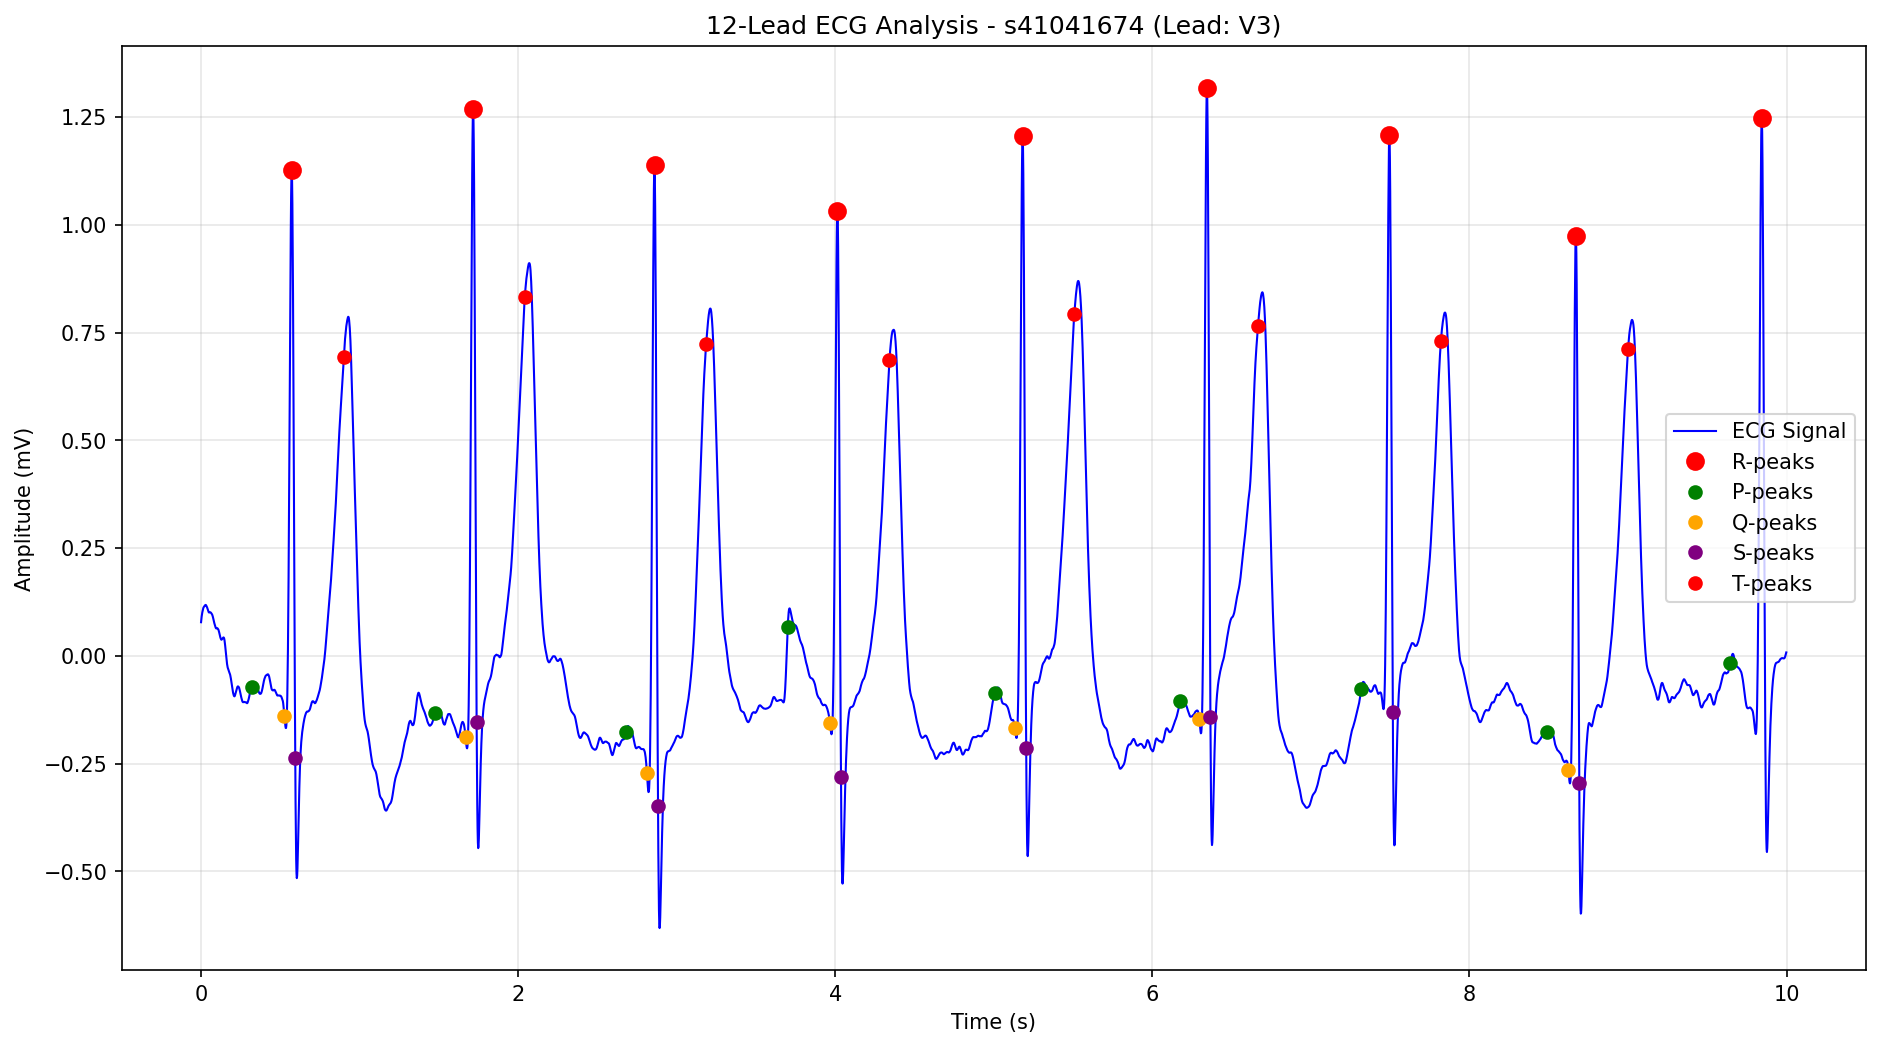 12-Lead ECG Analysis - s41041674 (Lead: V3)
Amplitude (mV)
1.25
1.00
0.75
0.50
0.25
0.00
−0.25
−0.50
ECG Signal
R-peaks
P-peaks
Q-peaks
S-peaks
T-peaks
0 2 4 6 8 10
Time (s)